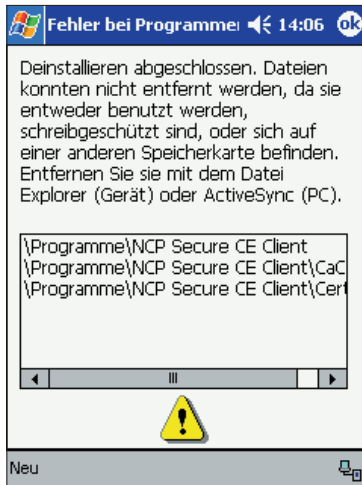 Fehler bei Programme 14:06 ok
Deinstallieren abgeschlossen. Dateien
konnten nicht entfernt werden, da sie
entweder benutzt werden,
schreibgeschützt sind, oder sich auf
einer anderen Speicherkarte befinden.
Entfernen Sie sie mit dem Datei
Explorer (Gerät) oder ActiveSync (PC).
\Programme\NCP Secure CE Client
\Programme\NCP Secure CE Client\CaC
\Programme\NCP Secure CE Client\Cert
Neu